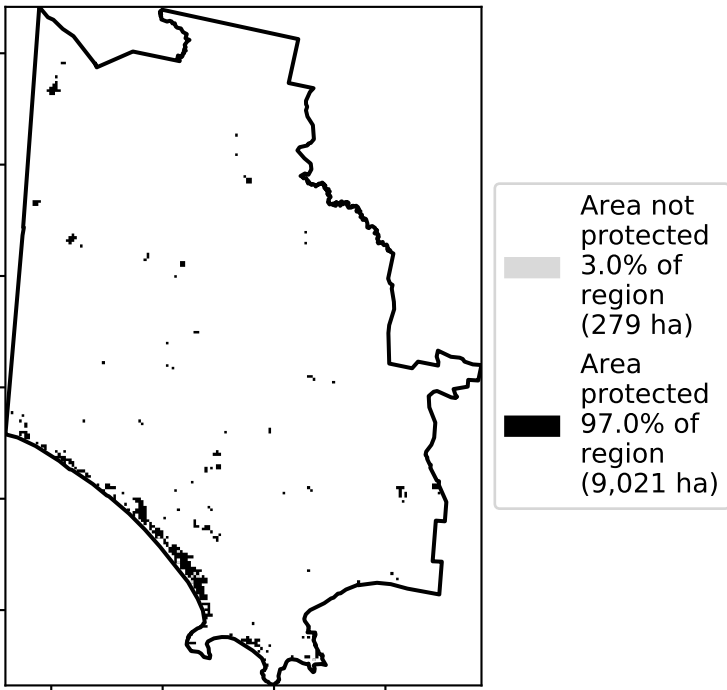 Area not
protected
3.0% of
region
(279 ha)
Area
protected
97.0% of
region
(9,021 ha)